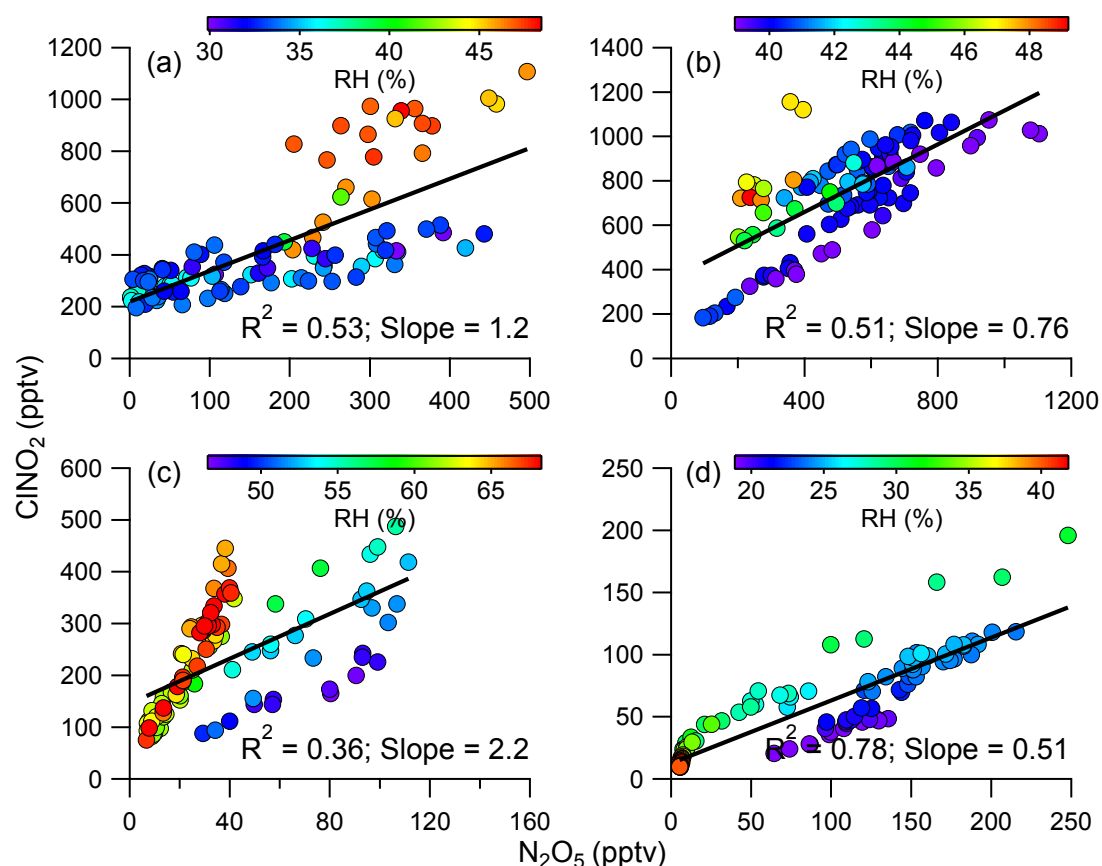 30 35 40 45
RH (%)
(a)
1200
1000
800
600
400
200
0
0 100 200 300 400 500
R² = 0.53; Slope = 1.2
40 42 44 46 48
RH (%)
(b)
1400
1200
1000
800
600
400
200
0
0 400 800 1200
R² = 0.51; Slope = 0.76
ClNO₂ (pptv)
50 55 60 65
RH (%)
(c)
600
500
400
300
200
100
0
0 40 80 120 160
R² = 0.36; Slope = 2.2
20 25 30 35 40
RH (%)
(d)
250
200
150
100
50
0
0 50 100 150 200 250
R² = 0.78; Slope = 0.51
N₂O₅ (pptv)